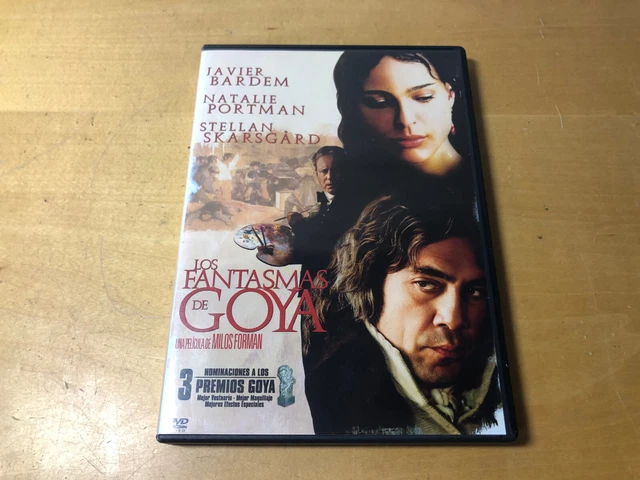 JAVIER
BARDEM
NATALIE
PORTMAN
STELLAN
SKARSGÅRD
LOS
FANTASMAS
DE
GOYA
UNA PELÍCULA DE MILOS FORMAN
3
NOMINACIONES A LOS
PREMIOS GOYA
Mejor Vestuario - Mejor Maquillaje
Mejores Efectos Especiales
DVD